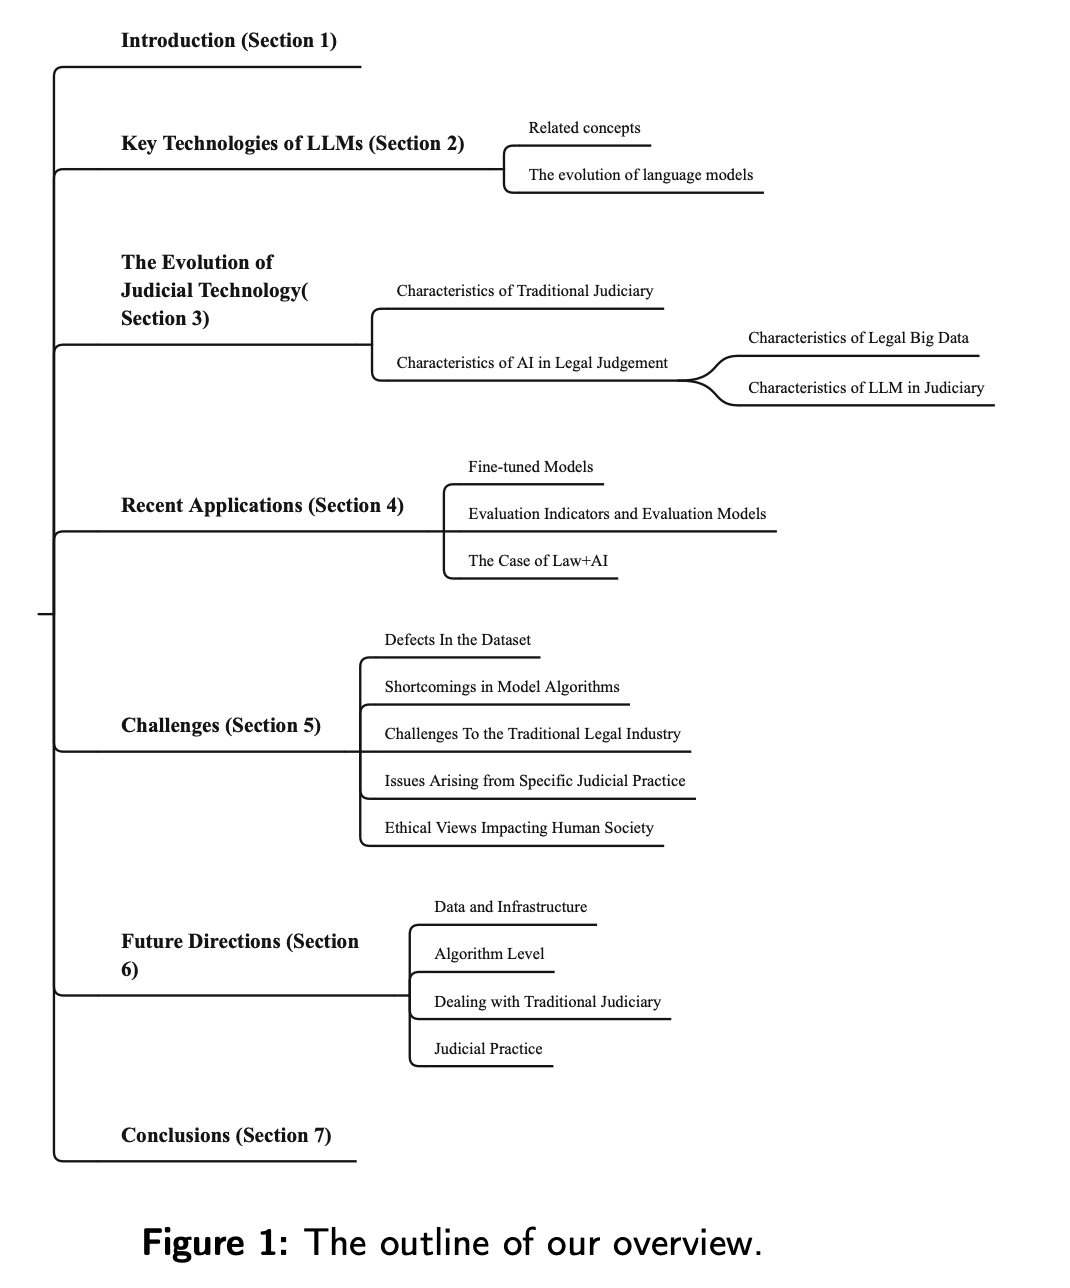 Introduction (Section 1)
Key Technologies of LLMs (Section 2)
Related concepts
The evolution of language models
The Evolution of
Judicial Technology(
Section 3)
Characteristics of Traditional Judiciary
Characteristics of AI in Legal Judgement
Characteristics of Legal Big Data
Characteristics of LLM in Judiciary
Recent Applications (Section 4)
Fine-tuned Models
Evaluation Indicators and Evaluation Models
The Case of Law+AI
Challenges (Section 5)
Defects In the Dataset
Shortcomings in Model Algorithms
Challenges To the Traditional Legal Industry
Issues Arising from Specific Judicial Practice
Ethical Views Impacting Human Society
Future Directions (Section
6)
Data and Infrastructure
Algorithm Level
Dealing with Traditional Judiciary
Judicial Practice
Conclusions (Section 7)
Figure 1: The outline of our overview.